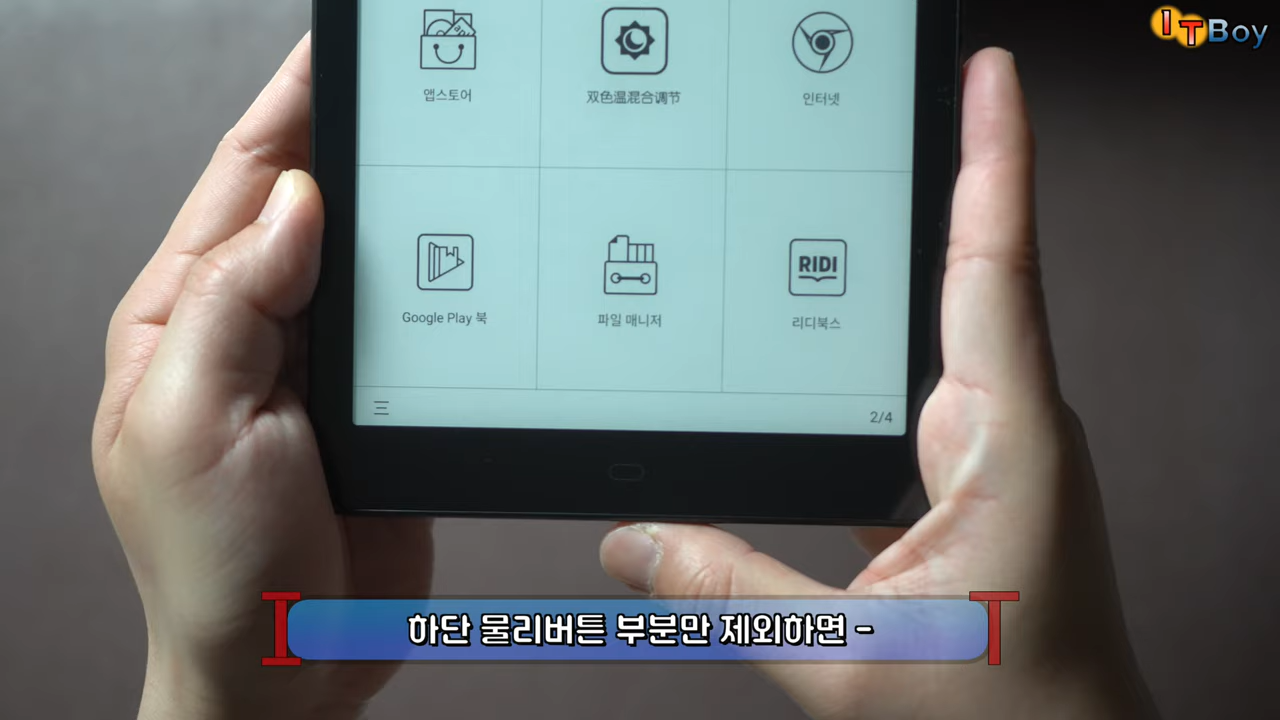 ITBoy
앱스토어
双色温混合调节
인터넷
Google Play 북
파일 매니저
RIDI
리디북스
2/4
하단 물리버튼 부분만 제외하면 -